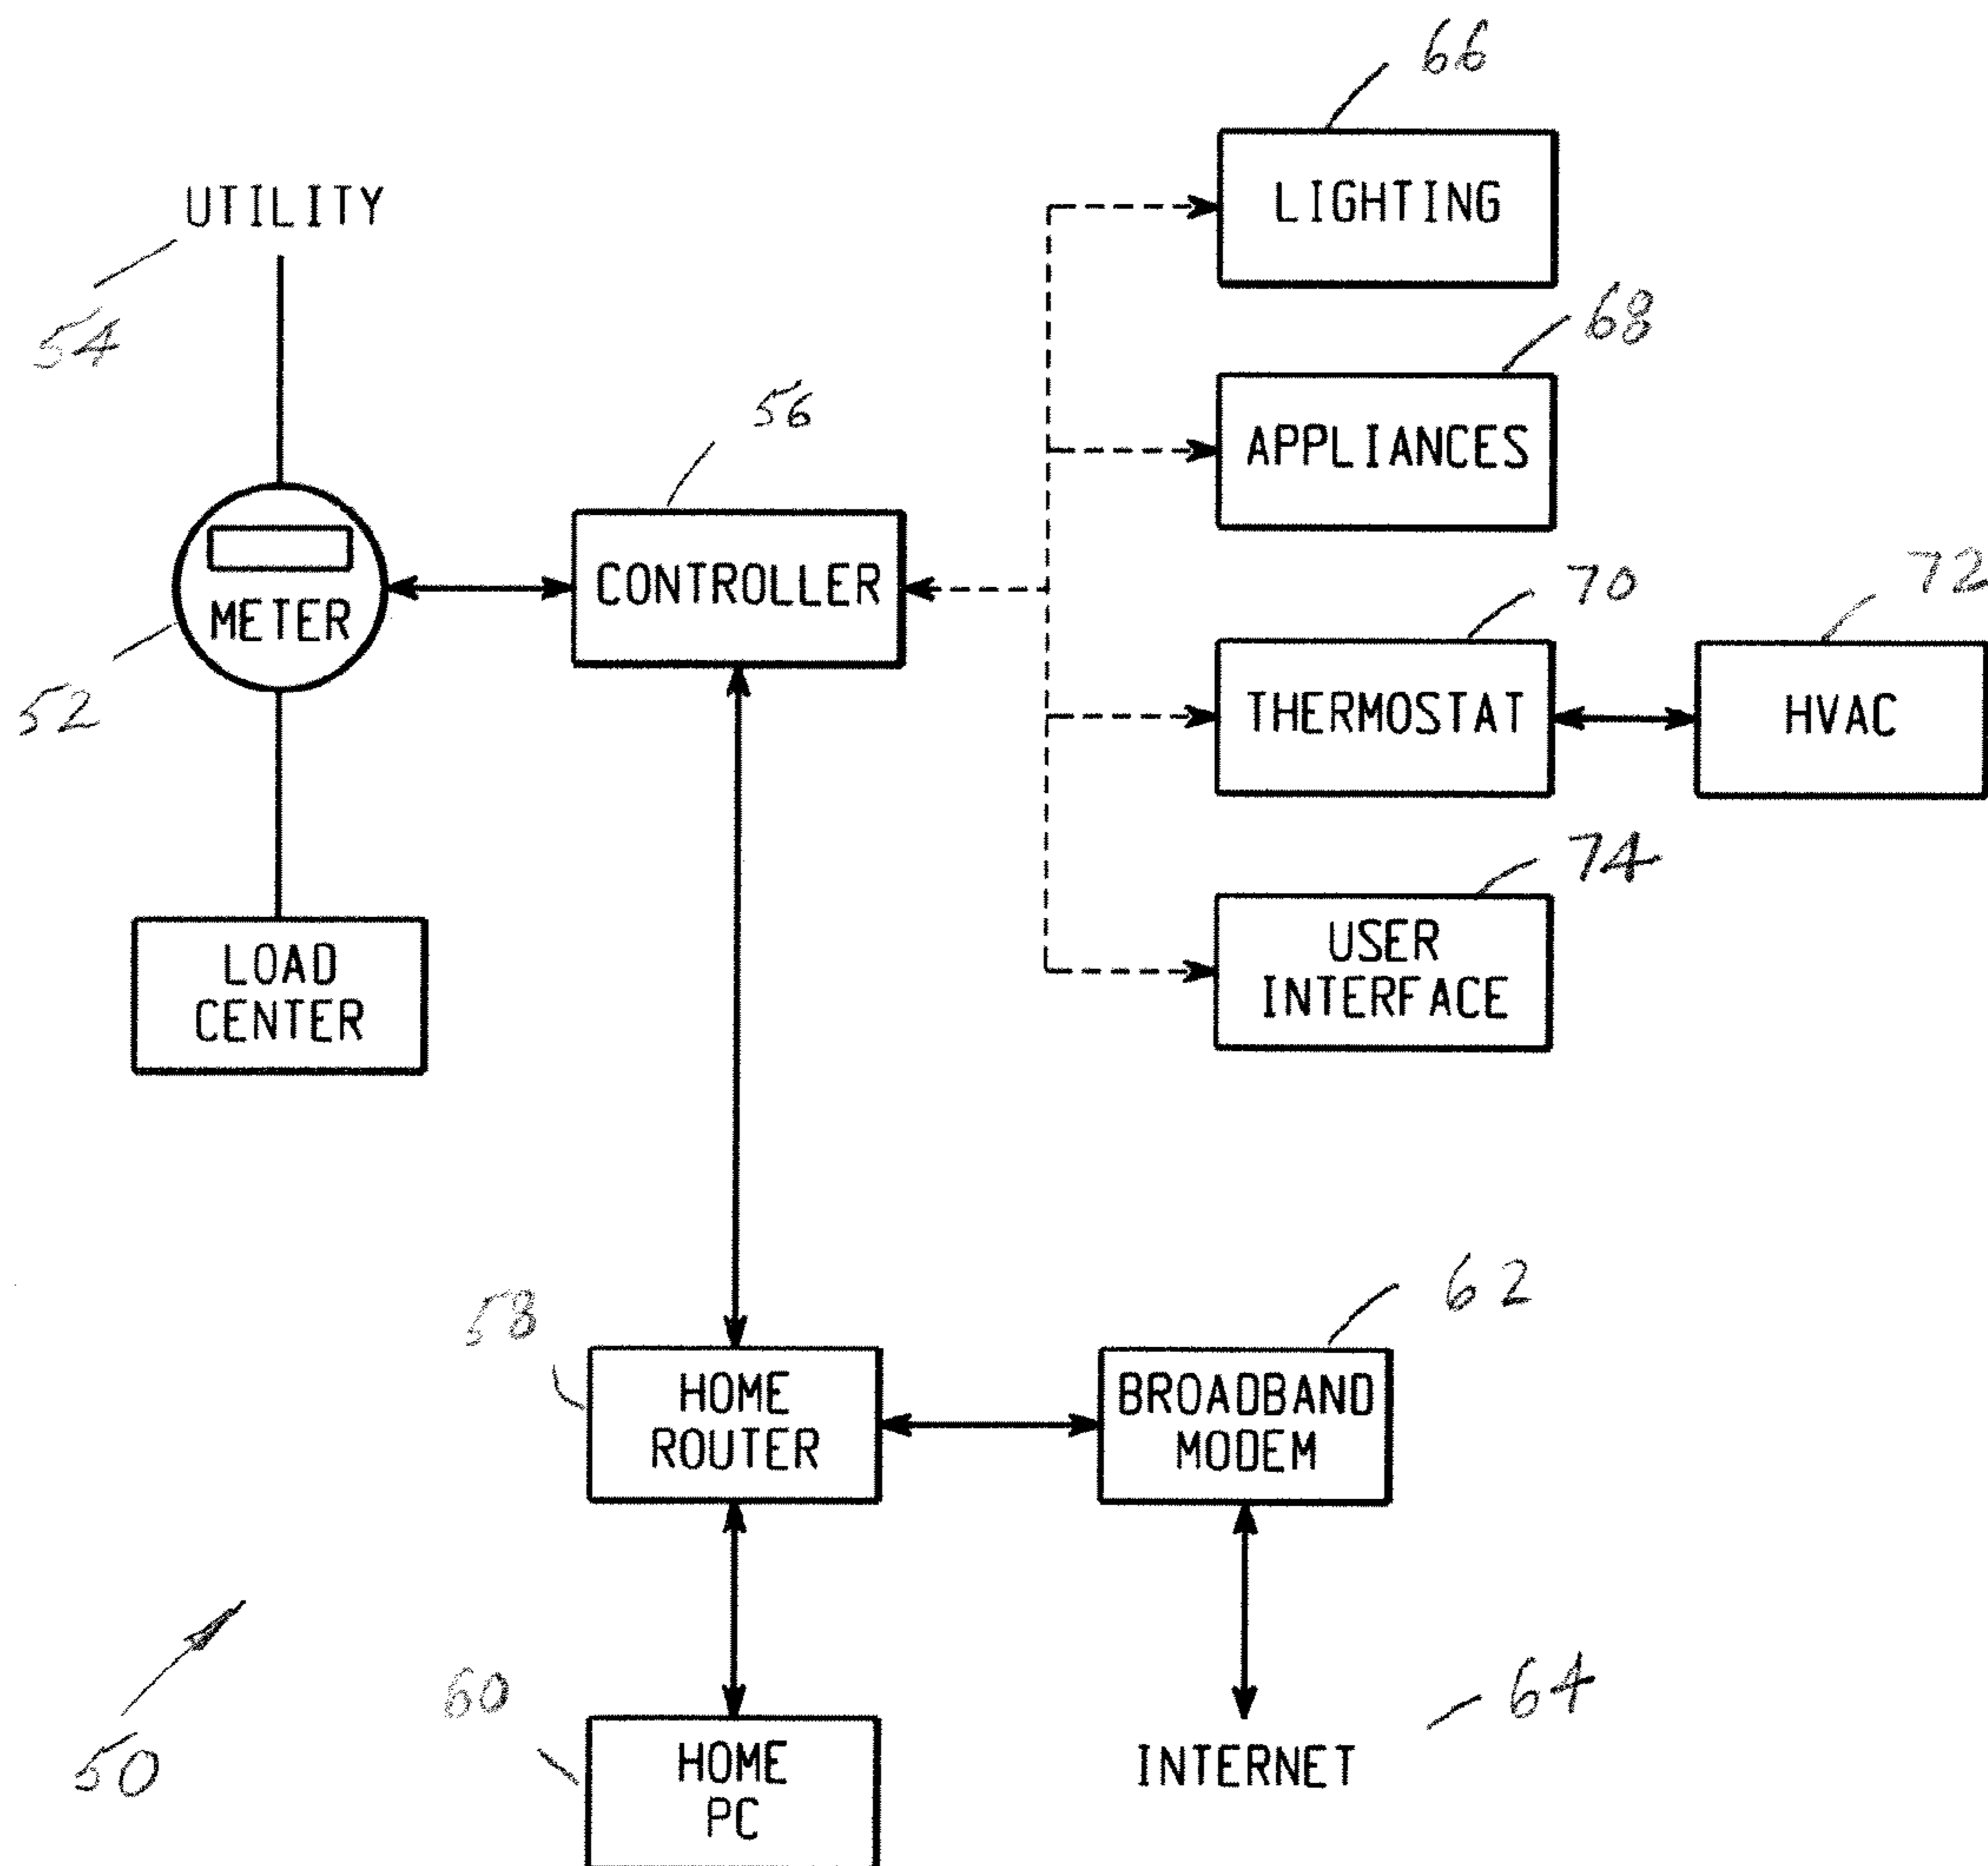 66
LIGHTING
UTILITY
54
68
APPLIANCES
56
CONTROLLER
METER
52
70
THERMOSTAT
72
HVAC
74
USER
INTERFACE
LOAD
CENTER
58
HOME
ROUTER
62
BROADBAND
MODEM
50
60
HOME
PC
64
INTERNET